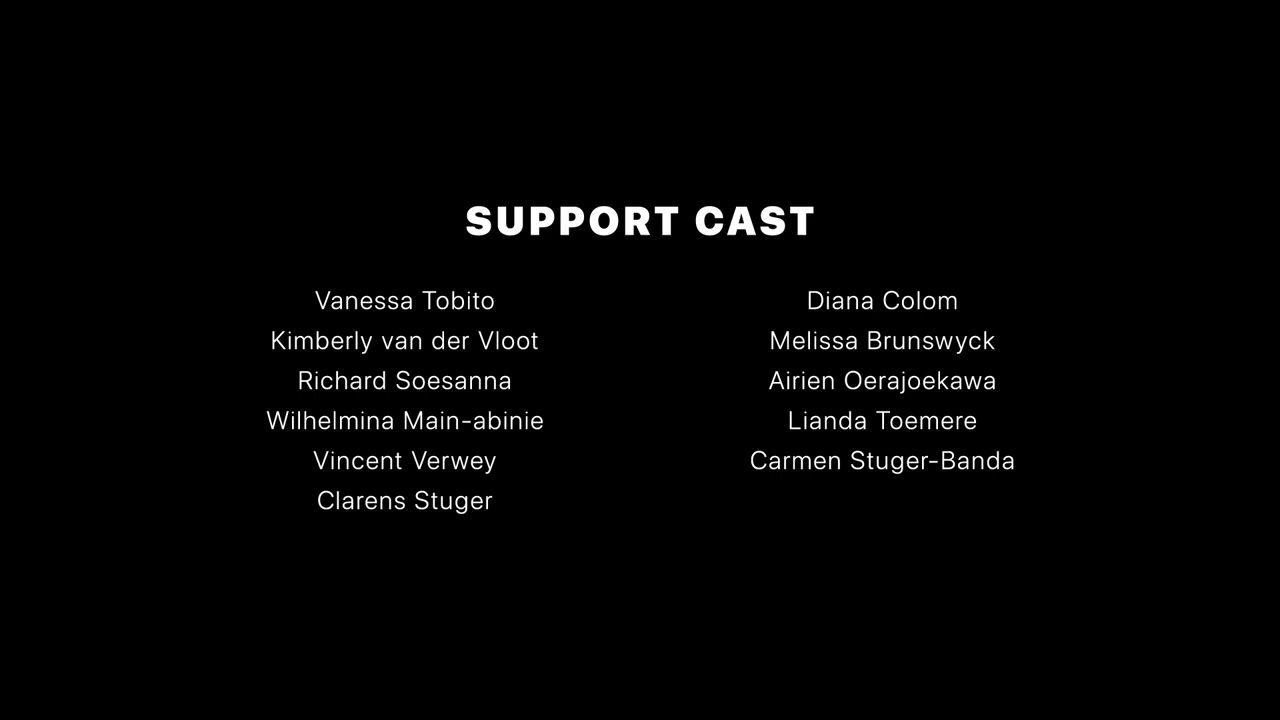 SUPPORT CAST
Vanessa Tobito
Kimberly van der Vloot
Richard Soesanna
Wilhelmina Main-abinie
Vincent Verwey
Clarens Stuger
Diana Colom
Melissa Brunswyck
Airien Oerajoekawa
Lianda Toemere
Carmen Stuger-Banda